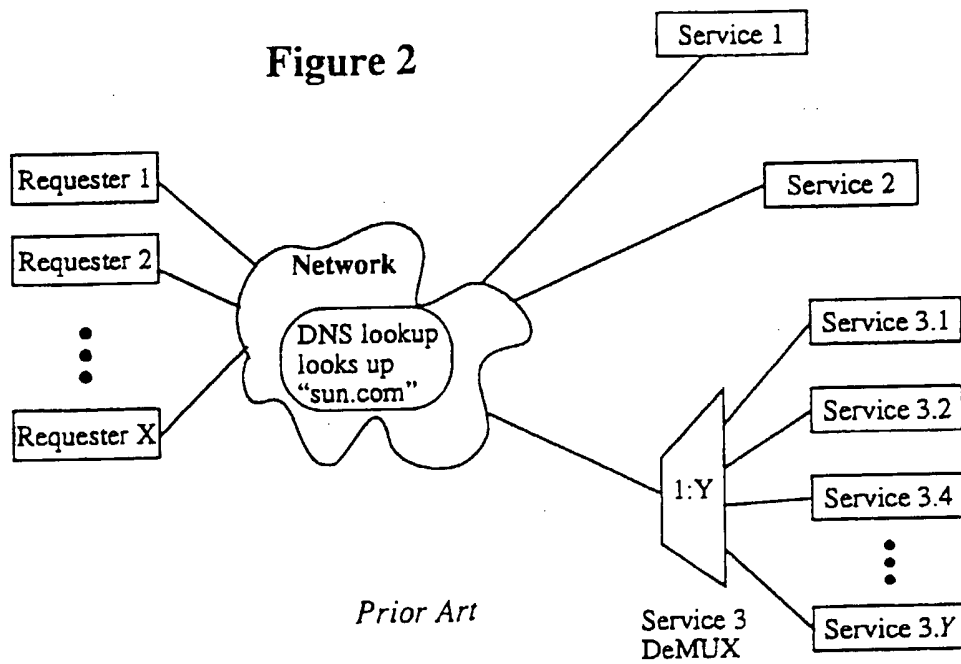 Figure 2
Service 1
Service 2
Requester 1
Requester 2
Requester X
Network
DNS lookup
looks up
“sun.com”
1:Y
Service 3.1
Service 3.2
Service 3.4
Service 3.Y
Service 3
DeMUX
Prior Art